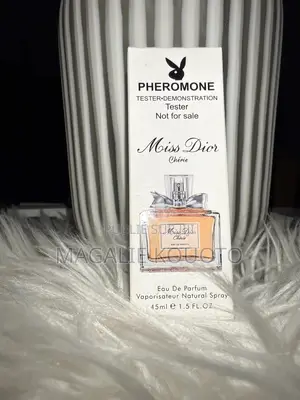 PHEROMONE
TESTER•DEMONSTRATION
Tester
Not for sale
Miss Dior
Chérie
MAGALIE KOUOTO
Eau De Parfum
Vaporisateur Natural Spray
45ml e 1.5 FL.OZ